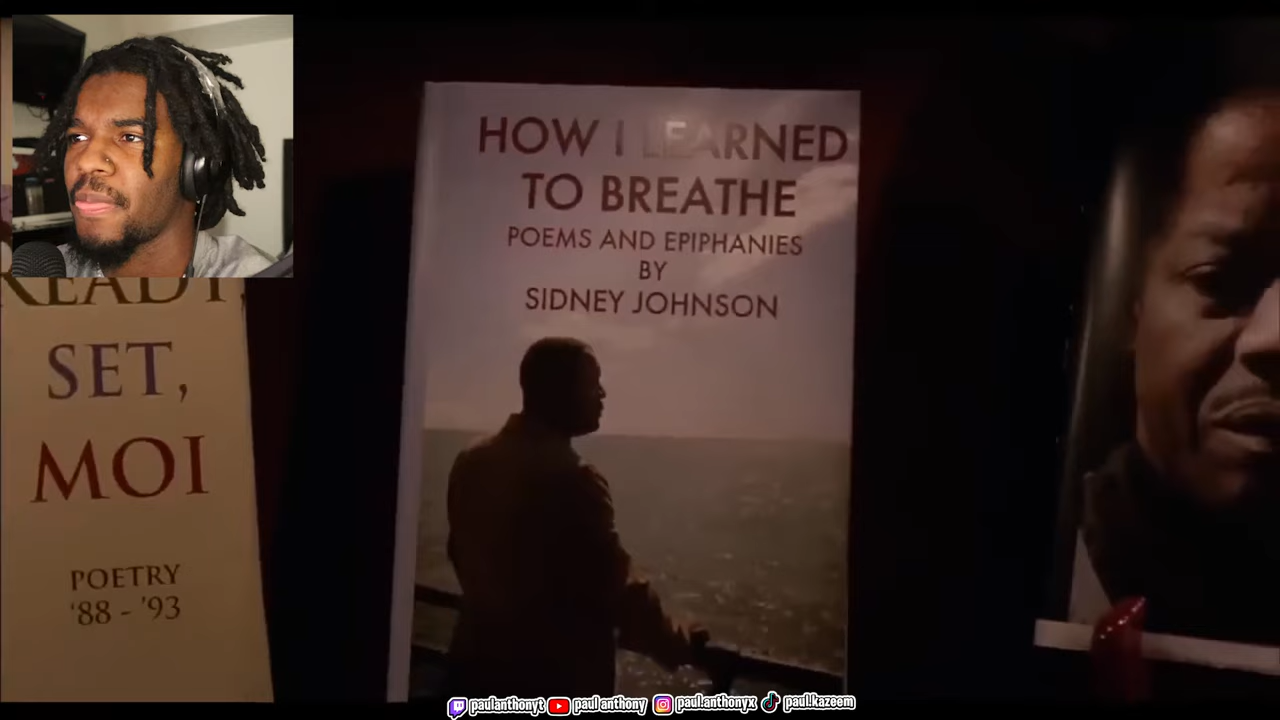 READY,
SET,
MOI
POETRY
'88 - '93
HOW I LEARNED
TO BREATHE
POEMS AND EPIPHANIES
BY
SIDNEY JOHNSON
paulanthonyt paul anthony paul.anthonyx paul.kazeem